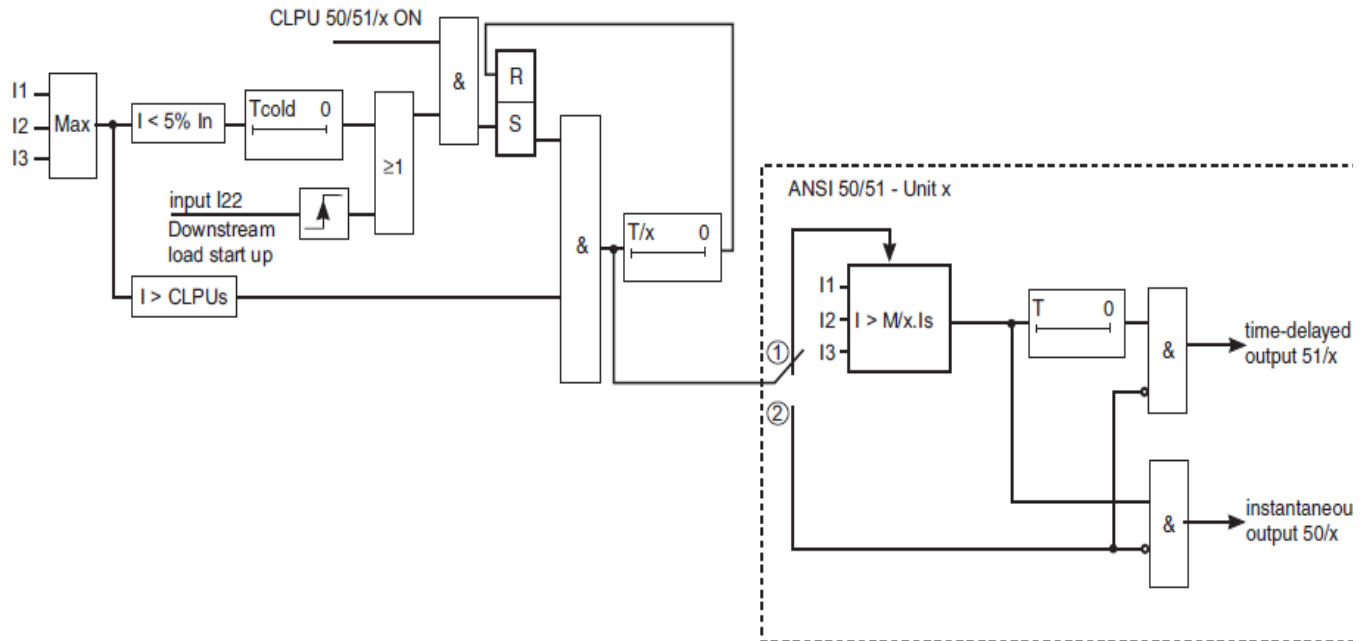 CLPU 50/51/x ON
I1
I2
I3
Max
I < 5% In
Tcold 0
≥1
&
R
S
input I22
Downstream
load start up
I > CLPUs
&
T/x 0
ANSI 50/51 - Unit x
I1
I2
I3
I > M/x.Is
T 0
&
time-delayed
output 51/x
①
②
&
instantaneou
output 50/x